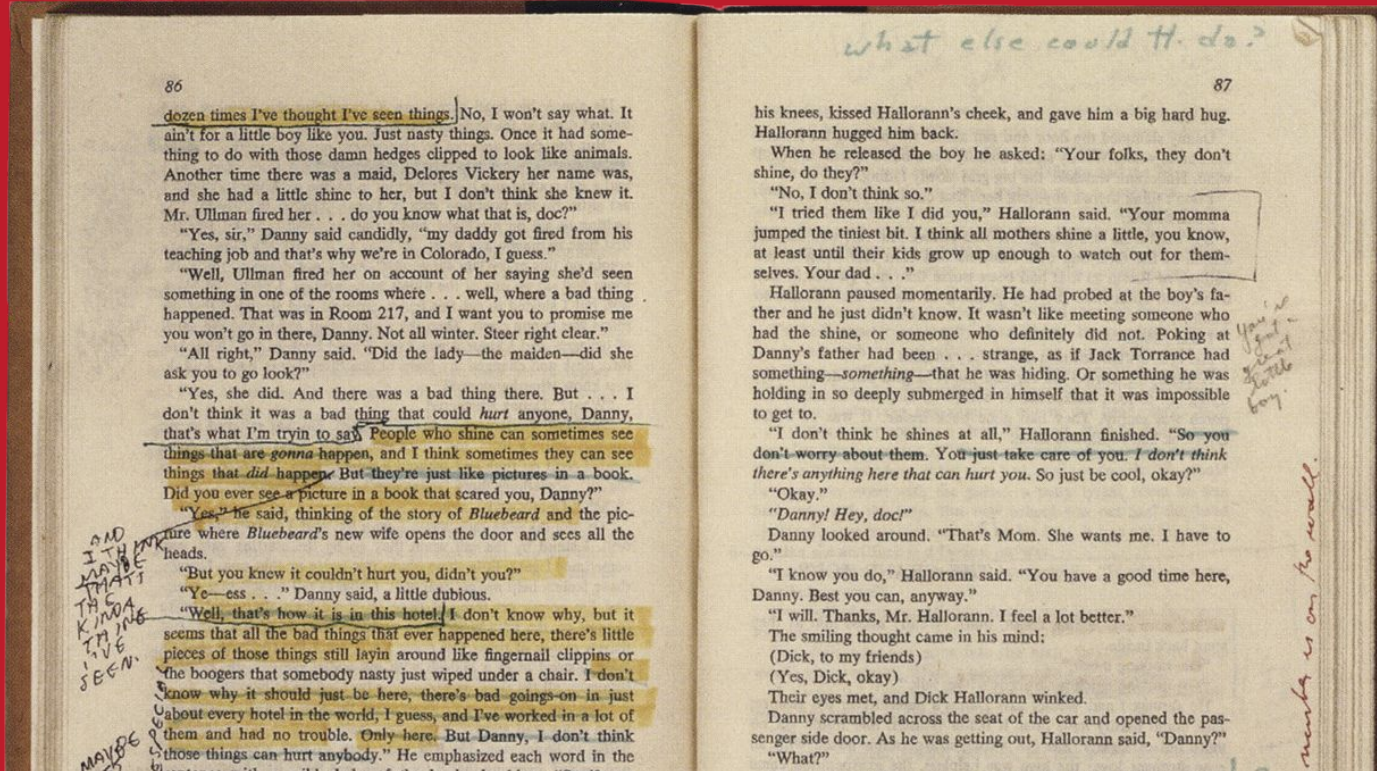 86
dozen times I've thought I've seen things. No, I won't say what. It
ain't for a little boy like you. Just nasty things. Once it had some-
thing to do with those damn hedges clipped to look like animals.
Another time there was a maid, Delores Vickery her name was,
and she had a little shine to her, but I don't think she knew it.
Mr. Ullman fired her . . . do you know what that is, doc?"
"Yes, sir," Danny said candidly, "my daddy got fired from his
teaching job and that's why we're in Colorado, I guess."
"Well, Ullman fired her on account of her saying she'd seen
something in one of the rooms where . . . well, where a bad thing
happened. That was in Room 217, and I want you to promise me
you won't go in there, Danny. Not all winter. Steer right clear."
"All right," Danny said. "Did the lady—the maiden—did she
ask you to go look?"
"Yes, she did. And there was a bad thing there. But . . . I
don't think it was a bad thing that could hurt anyone, Danny,
that's what I'm tryin to say. People who shine can sometimes see
things that are gonna happen, and I think sometimes they can see
things that did happen. But they're just like pictures in a book.
Did you ever see a picture in a book that scared you, Danny?"
"Yes," he said, thinking of the story of Bluebeard and the pic-
ture where Bluebeard's new wife opens the door and sees all the
heads.
"But you knew it couldn't hurt you, didn't you?"
"Ye—ess . . ." Danny said, a little dubious.
"Well, that's how it is in this hotel. I don't know why, but it
seems that all the bad things that ever happened here, there's little
pieces of those things still layin around like fingernail clippins or
the boogers that somebody nasty just wiped under a chair. I don't
know why it should just be here, there's bad goings-on in just
about every hotel in the world, I guess, and I've worked in a lot of
them and had no trouble. Only here. But Danny, I don't think
those things can hurt anybody." He emphasized each word in the
AND
I THINK
MAYBE
THATS
THE
KINDA
THING
I'VE
SEEN.
MAYBE
what else could H. do?
87
his knees, kissed Hallorann's cheek, and gave him a big hard hug.
Hallorann hugged him back.
When he released the boy he asked: "Your folks, they don't
shine, do they?"
"No, I don't think so."
"I tried them like I did you," Hallorann said. "Your momma
jumped the tiniest bit. I think all mothers shine a little, you know,
at least until their kids grow up enough to watch out for them-
selves. Your dad . . ."
Hallorann paused momentarily. He had probed at the boy's fa-
ther and he just didn't know. It wasn't like meeting someone who
had the shine, or someone who definitely did not. Poking at
Danny's father had been . . . strange, as if Jack Torrance had
something—something—that he was hiding. Or something he was
holding in so deeply submerged in himself that it was impossible
to get to.
"I don't think he shines at all," Hallorann finished. "So you
don't worry about them. You just take care of you. I don't think
there's anything here that can hurt you. So just be cool, okay?"
"Okay."
"Danny! Hey, doc!"
Danny looked around. "That's Mom. She wants me. I have to
go."
"I know you do," Hallorann said. "You have a good time here,
Danny. Best you can, anyway."
"I will. Thanks, Mr. Hallorann. I feel a lot better."
The smiling thought came in his mind:
(Dick, to my friends)
(Yes, Dick, okay)
Their eyes met, and Dick Hallorann winked.
Danny scrambled across the seat of the car and opened the pas-
senger side door. As he was getting out, Hallorann said, "Danny?"
"What?"
You've
got a
great
little
boy.
number is on the wall.